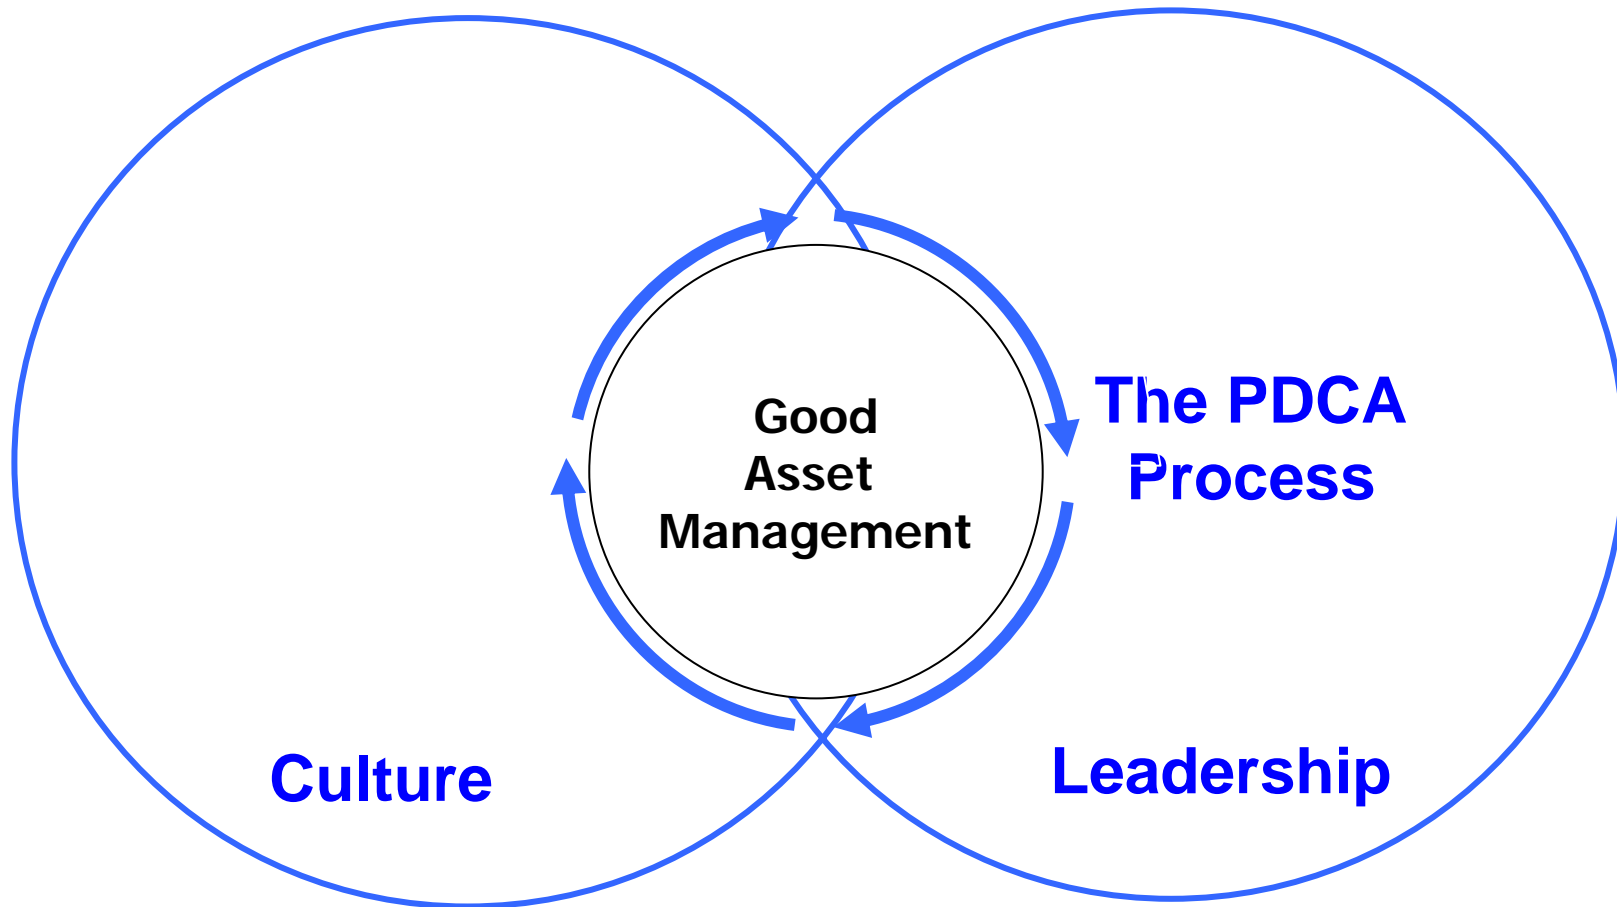 Good
Asset
Management
The PDCA
Process
Culture
Leadership